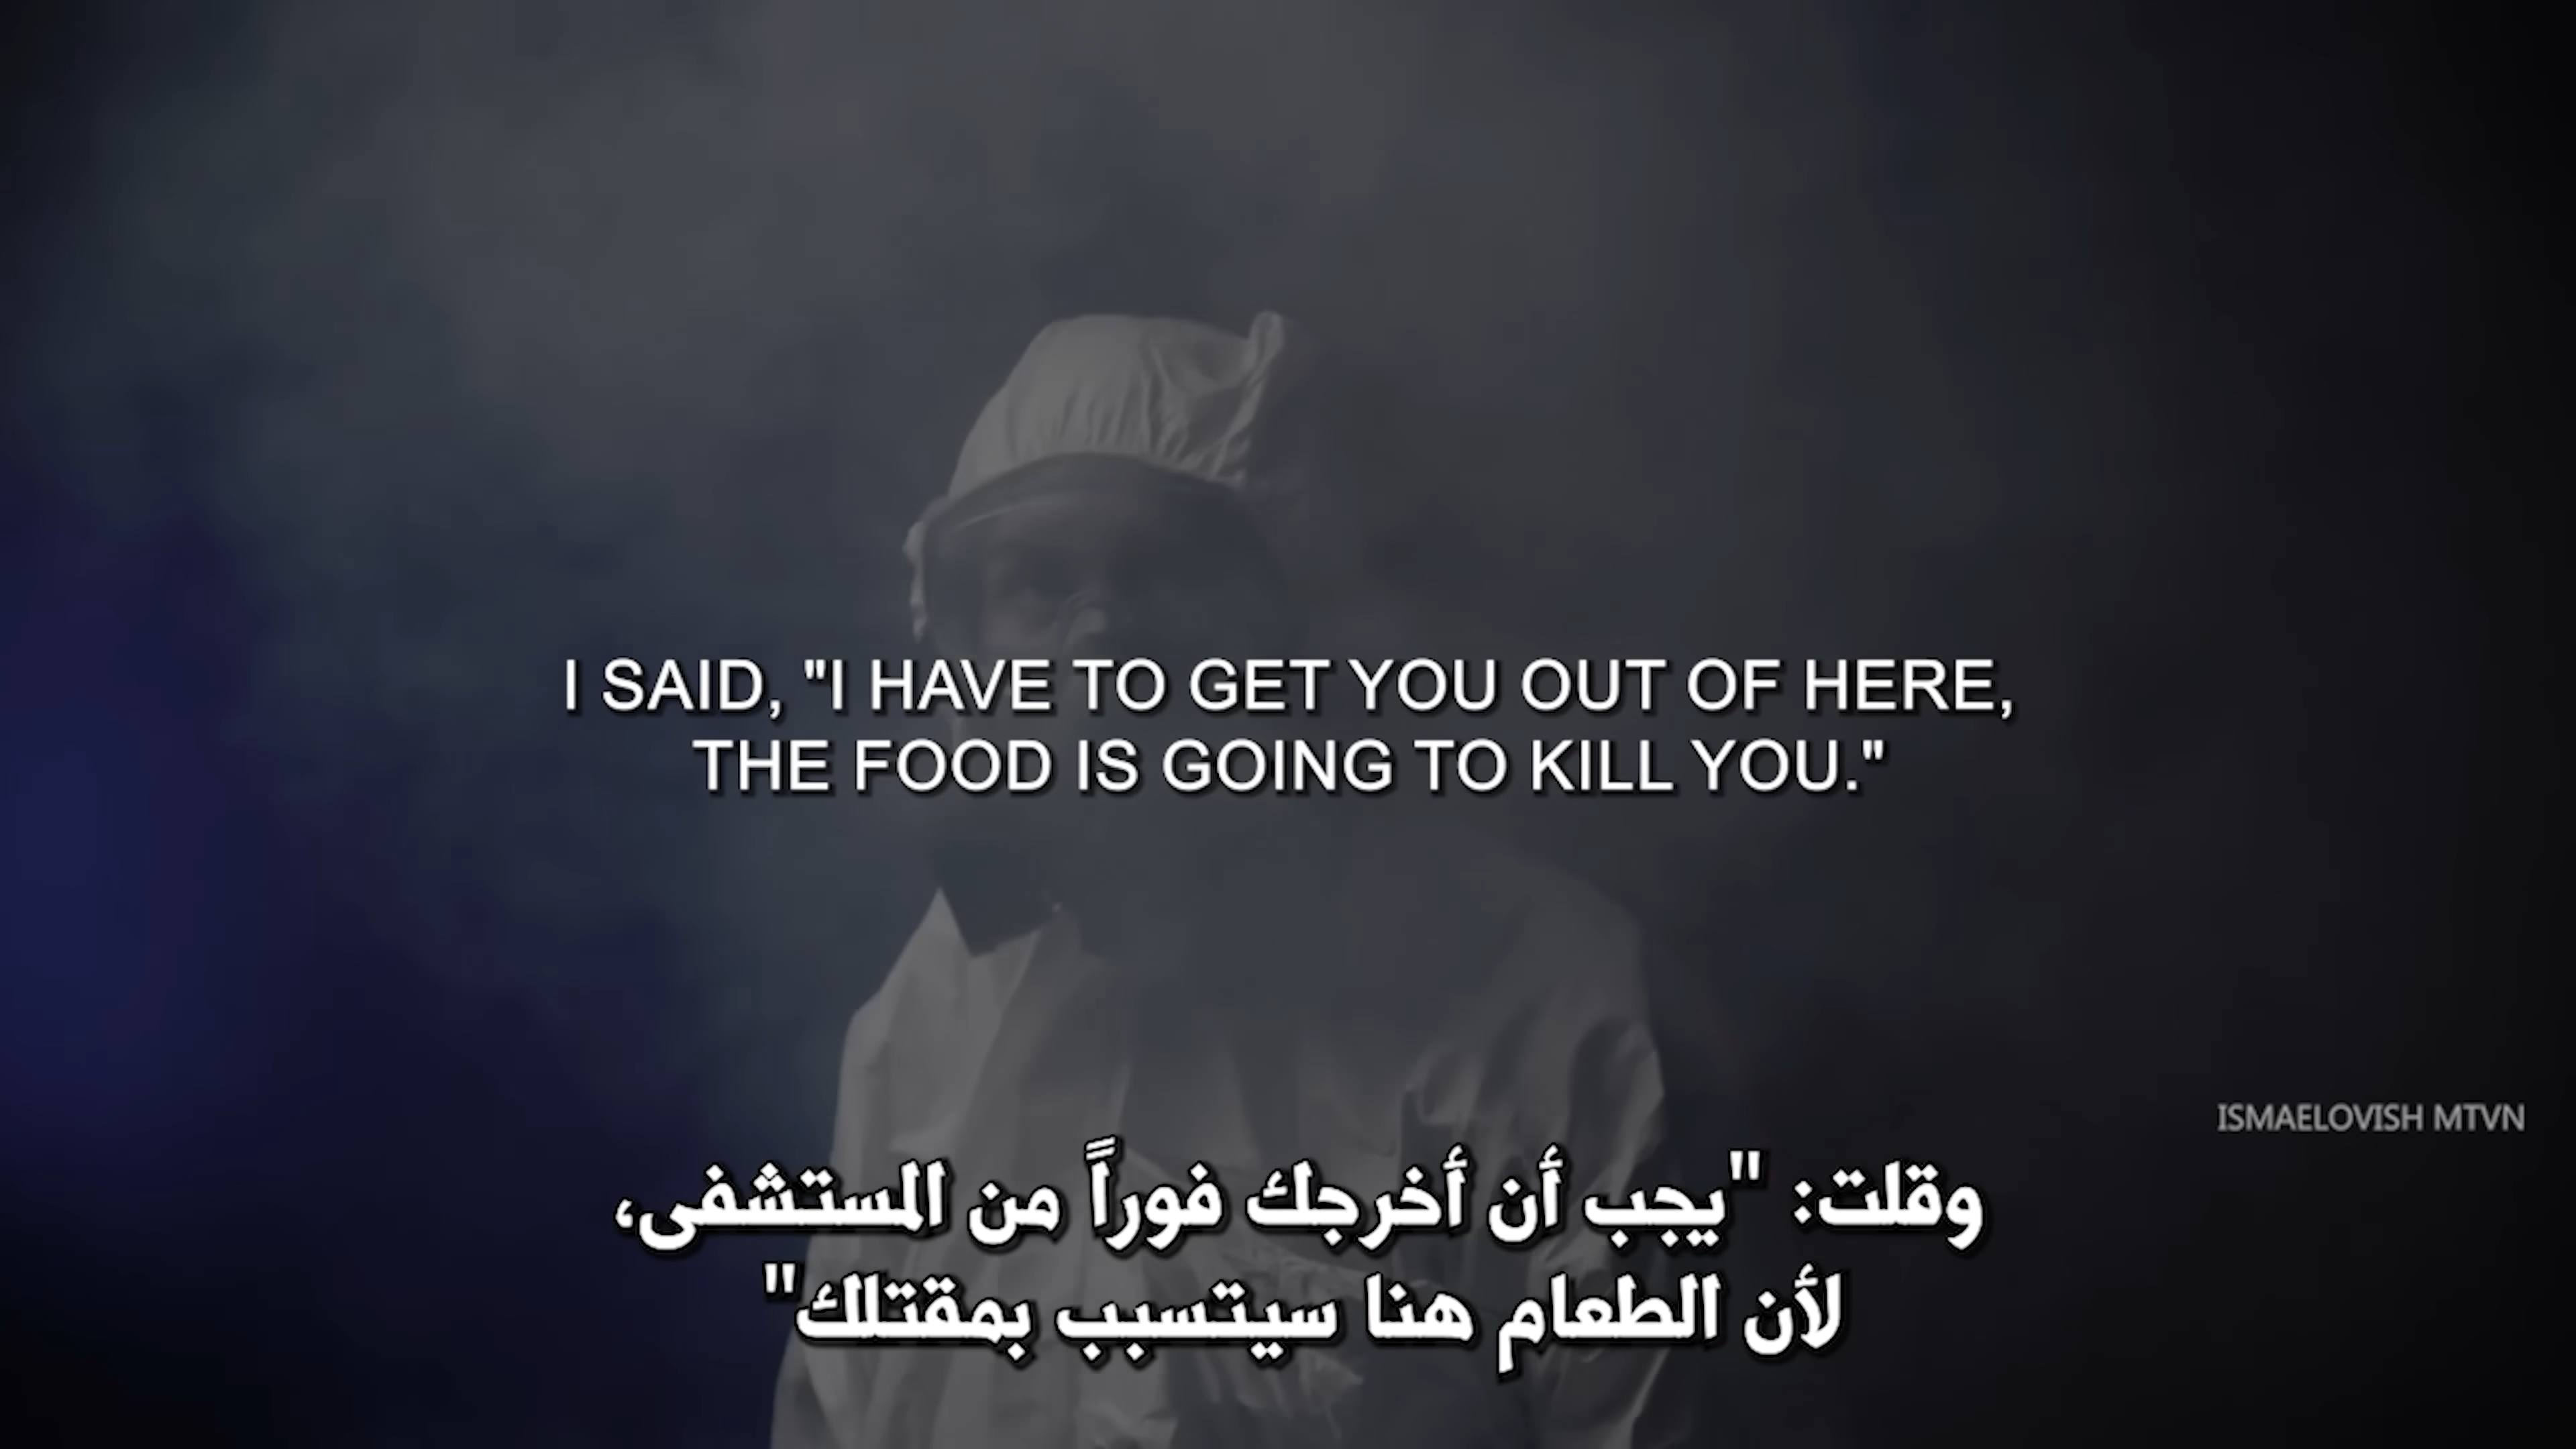 I SAID, "I HAVE TO GET YOU OUT OF HERE,
THE FOOD IS GOING TO KILL YOU."
ISMAELOVISH MTVN
وقلت: "يجب أن أخرجك فوراً من المستشفى،
لأن الطعام هنا سيتسبب بمقتلك"